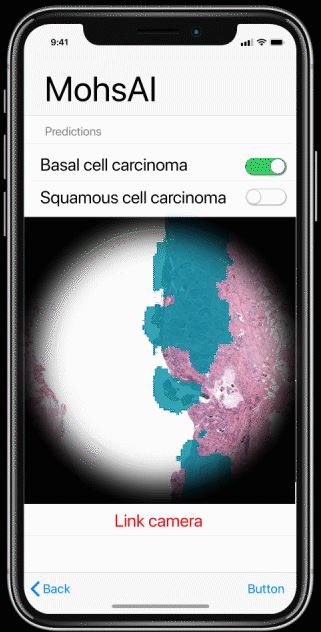 9:41
MohsAI
Predictions
Basal cell carcinoma
Squamous cell carcinoma
Link camera
Back
Button